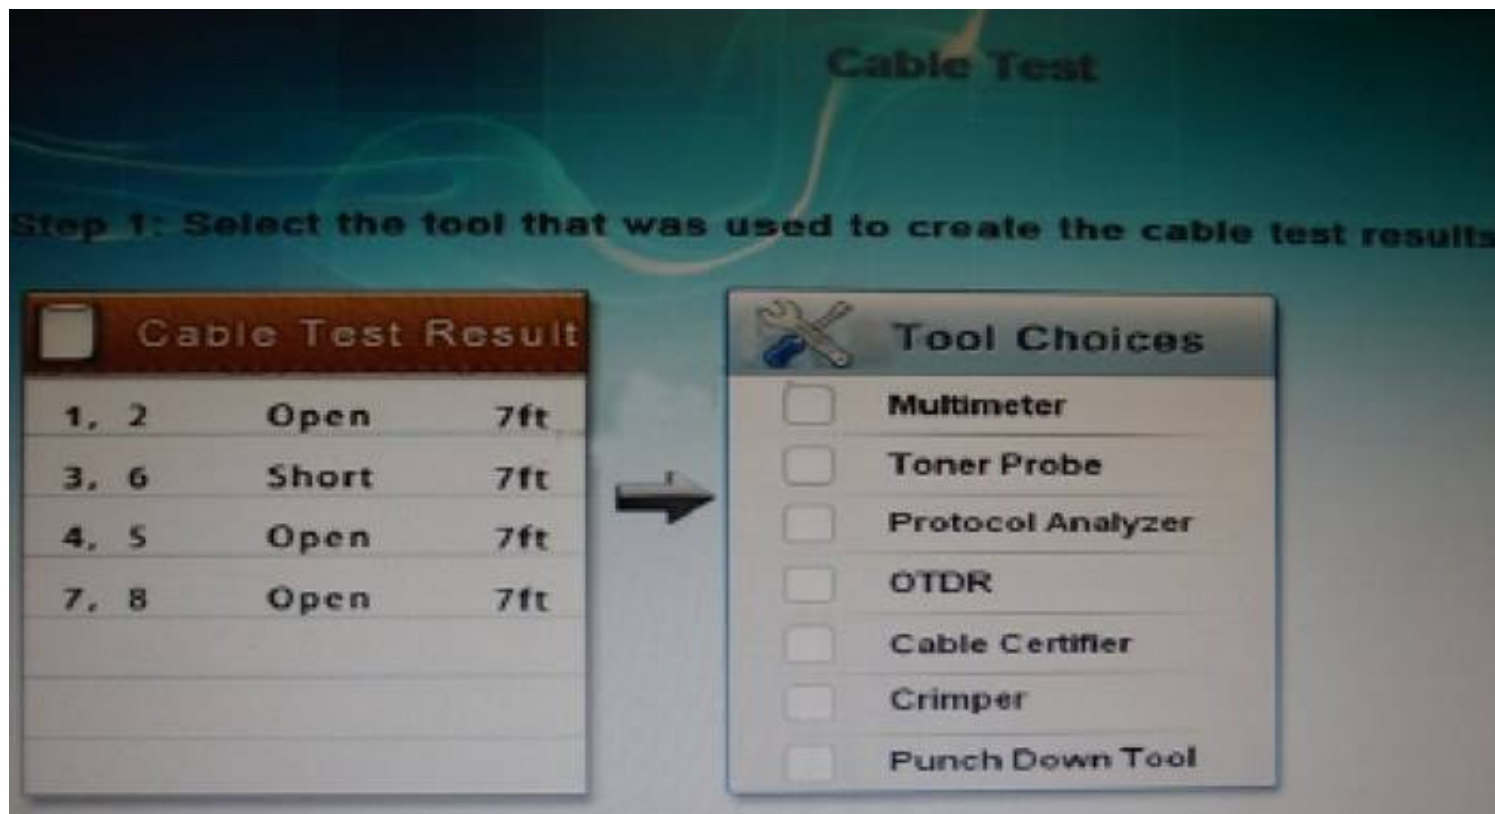 Cable Test
Step 1: Select the tool that was used to create the cable test results
Cable Test Result
1, 2 Open 7ft
3, 6 Short 7ft
4, 5 Open 7ft
7, 8 Open 7ft
Tool Choices
Multimeter
Toner Probe
Protocol Analyzer
OTDR
Cable Certifier
Crimper
Punch Down Tool